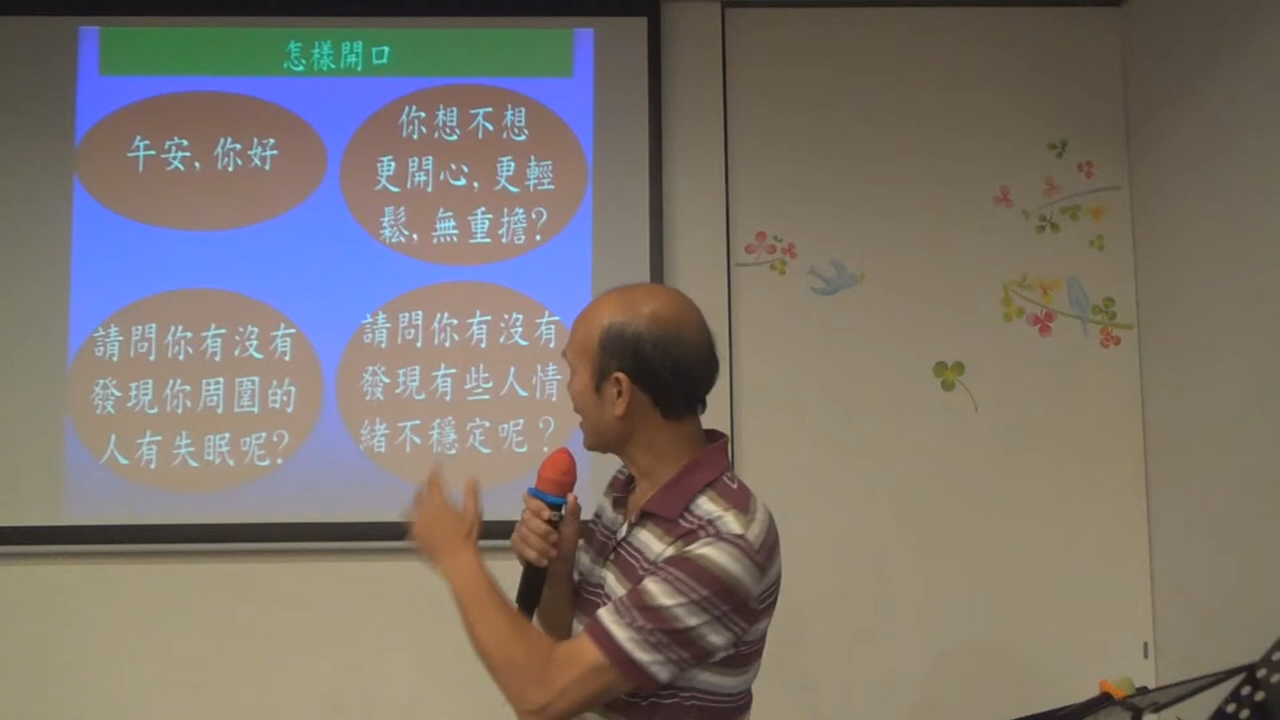 怎樣開口
午安,你好
你想不想
更開心,更輕
鬆,無重擔?
請問你有沒有
發現你周圍的
人有失眠呢?
請問你有沒有
發現有些人情
緒不穩定呢?